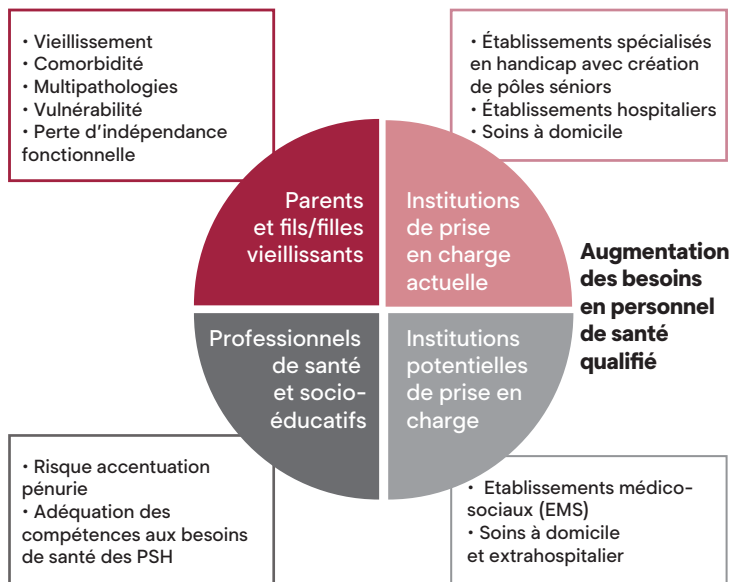 • Vieillissement
• Comorbidité
• Multipathologies
• Vulnérabilité
• Perte d'indépendance
fonctionnelle
• Établissements spécialisés
en handicap avec création
de pôles séniors
• Établissements hospitaliers
• Soins à domicile
Parents
et fils/filles
vieillissants
Institutions
de prise
en charge
actuelle
Augmentation
des besoins
en personnel
de santé
qualifié
Professionnels
de santé
et socio-
éducatifs
Institutions
potentielles
de prise en
charge
• Risque accentuation
pénurie
• Adéquation des
compétences aux besoins
de santé des PSH
• Etablissements médico-
sociaux (EMS)
• Soins à domicile
et extrahospitalier